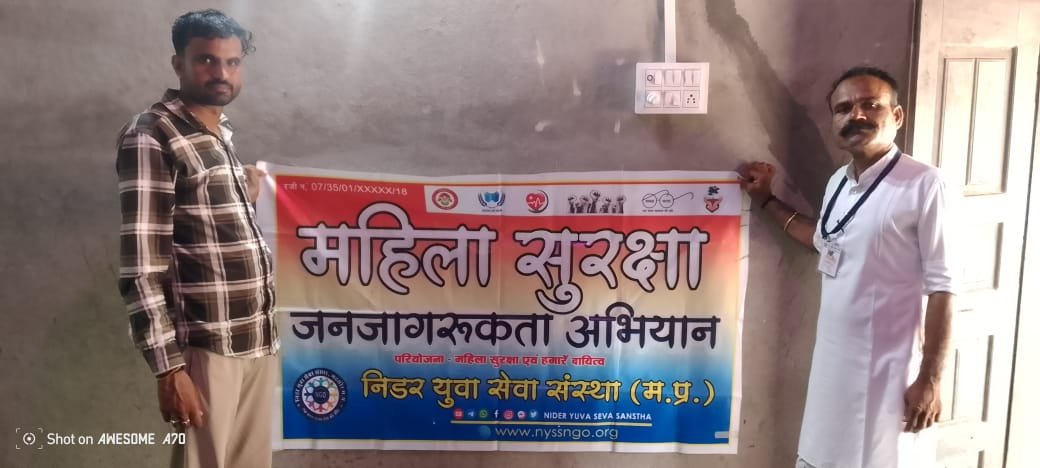 रजी न. 07/35/01/XXXXX/18
महिला सुरक्षा
जनजागरूकता अभियान
परियोजना - महिला सुरक्षा एवं हमारें दायित्व
निडर युवा सेवा संस्था (म.प्र.)
NGO
NIDER YUVA SEVA SANSTHA
www.nyssngo.org
Shot on AWESOME A70